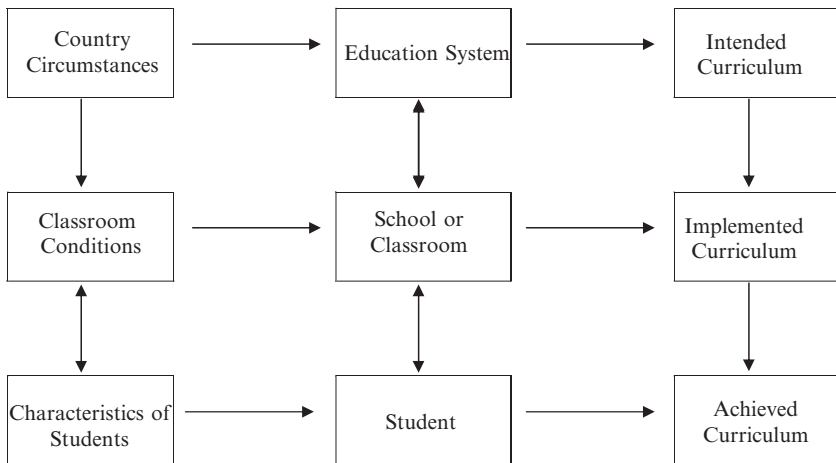 Country
Circumstances
Education System
Intended
Curriculum
Classroom
Conditions
School or
Classroom
Implemented
Curriculum
Characteristics of
Students
Student
Achieved
Curriculum